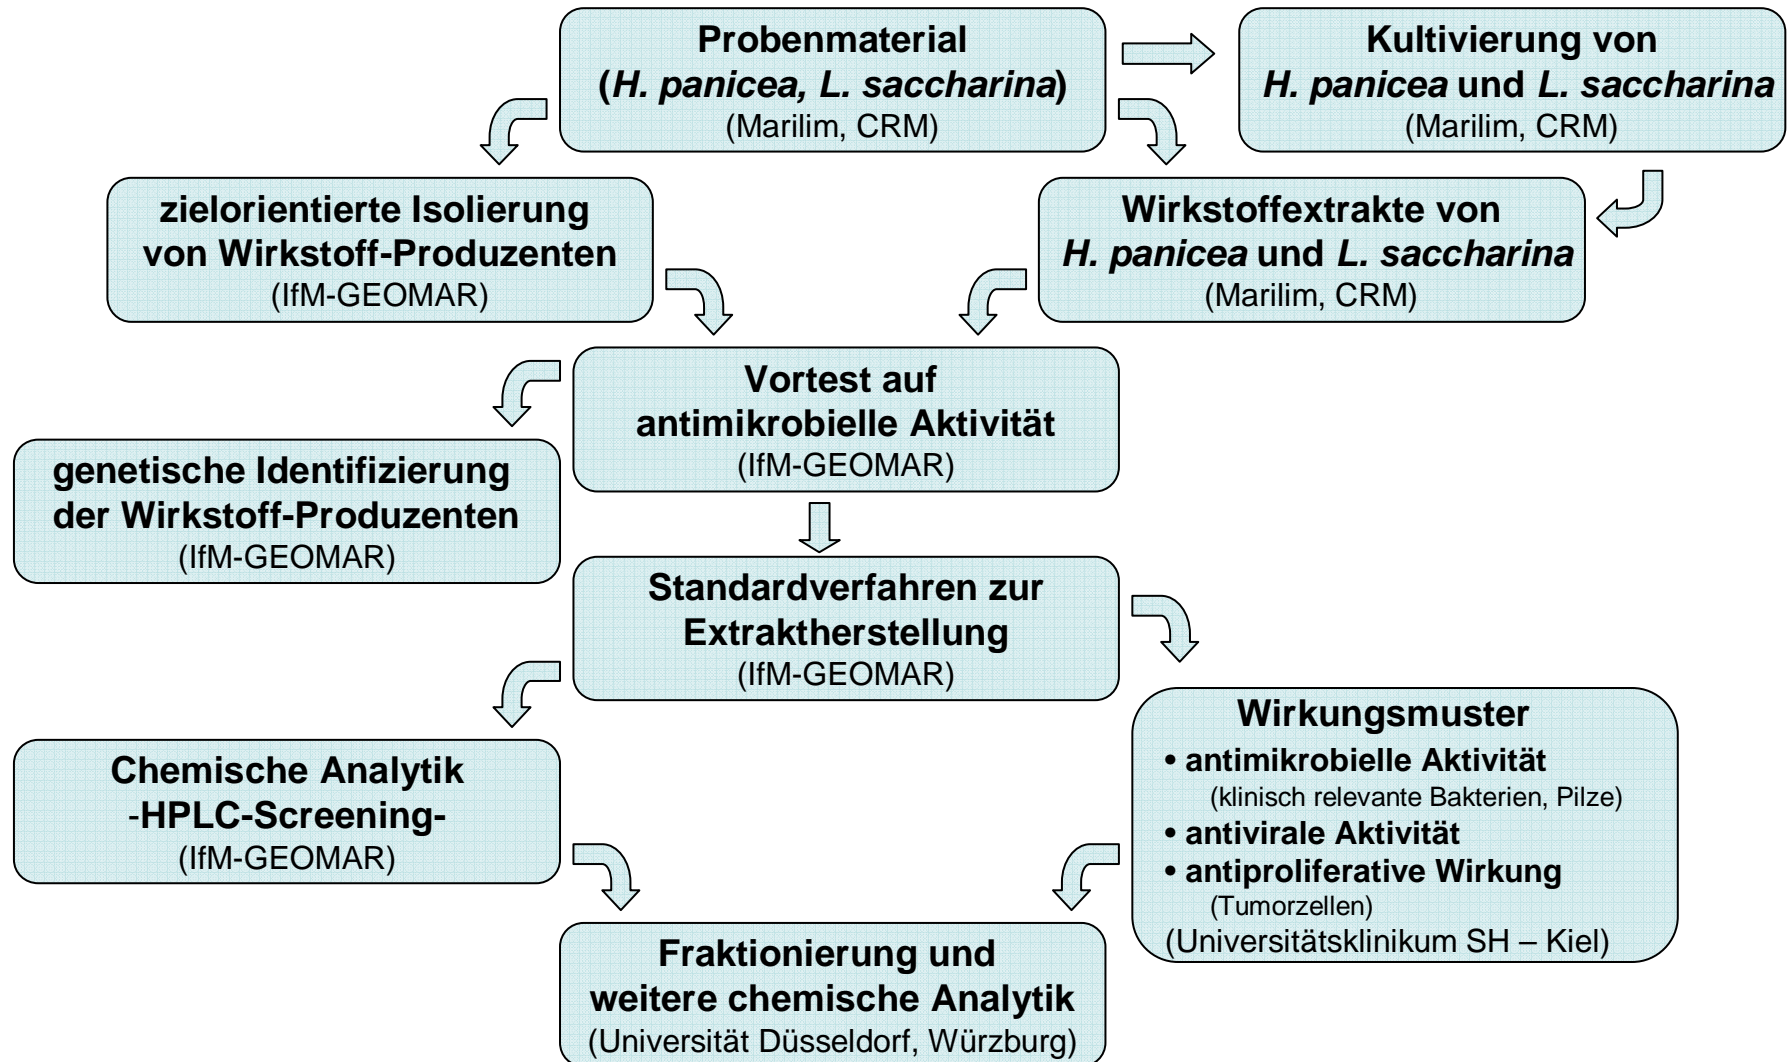 Probenmaterial
(H. panicea, L. saccharina)
(Marilim, CRM)
Kultivierung von
H. panicea und L. saccharina
(Marilim, CRM)
zielorientierte Isolierung
von Wirkstoff-Produzenten
(IfM-GEOMAR)
Wirkstoffextrakte von
H. panicea und L. saccharina
(Marilim, CRM)
Vortest auf
antimikrobielle Aktivität
(IfM-GEOMAR)
genetische Identifizierung
der Wirkstoff-Produzenten
(IfM-GEOMAR)
Standardverfahren zur
Extraktherstellung
(IfM-GEOMAR)
Chemische Analytik
-HPLC-Screening-
(IfM-GEOMAR)
Wirkungsmuster
• antimikrobielle Aktivität
(klinisch relevante Bakterien, Pilze)
• antivirale Aktivität
• antiproliferative Wirkung
(Tumorzellen)
(Universitätsklinikum SH – Kiel)
Fraktionierung und
weitere chemische Analytik
(Universität Düsseldorf, Würzburg)